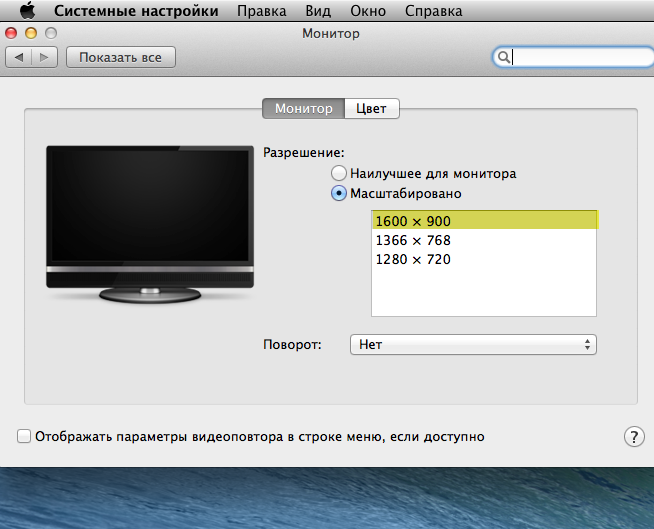 Системные настройки Правка Вид Окно Справка
Монитор
Показать все
Монитор Цвет
Разрешение:
Наилучшее для монитора
Масштабировано
1600 × 900
1366 × 768
1280 × 720
Поворот: Нет
Отображать параметры видеоповтора в строке меню, если доступно
?